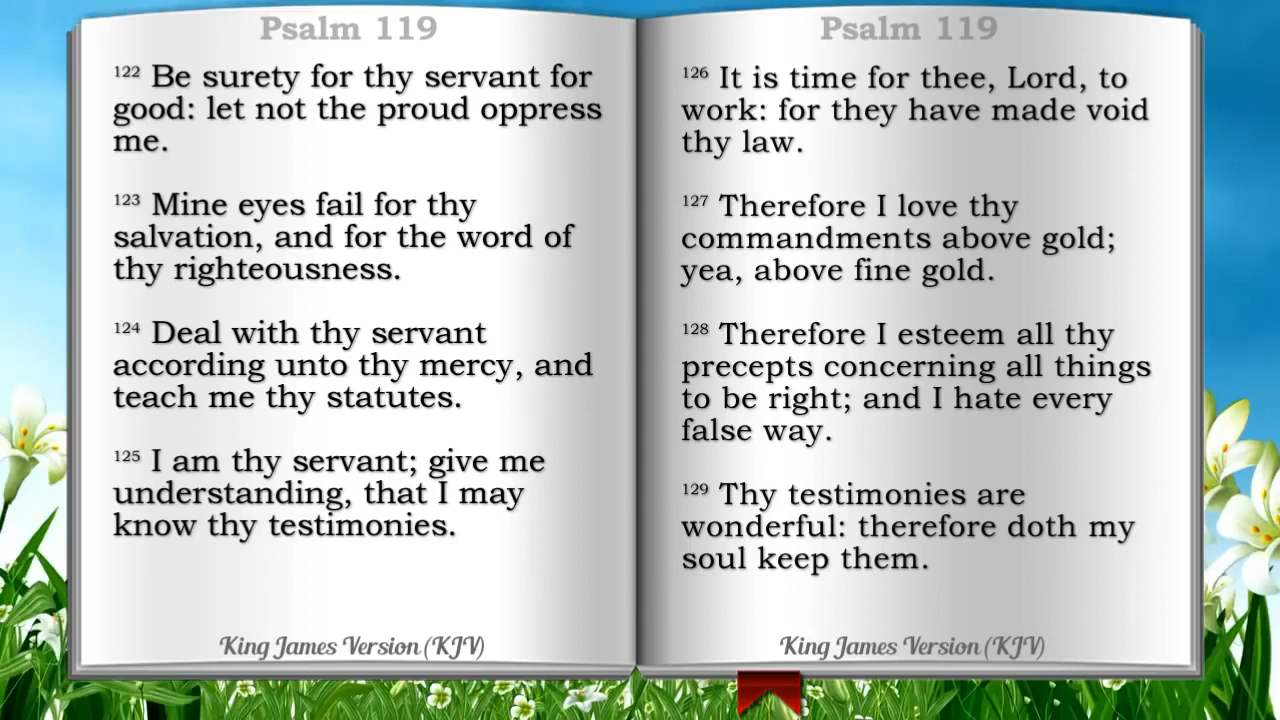 Psalm 119
122 Be surety for thy servant for
good: let not the proud oppress
me.
123 Mine eyes fail for thy
salvation, and for the word of
thy righteousness.
124 Deal with thy servant
according unto thy mercy, and
teach me thy statutes.
125 I am thy servant; give me
understanding, that I may
know thy testimonies.
King James Version (KJV)
Psalm 119
126 It is time for thee, Lord, to
work: for they have made void
thy law.
127 Therefore I love thy
commandments above gold;
yea, above fine gold.
128 Therefore I esteem all thy
precepts concerning all things
to be right; and I hate every
false way.
129 Thy testimonies are
wonderful: therefore doth my
soul keep them.
King James Version (KJV)